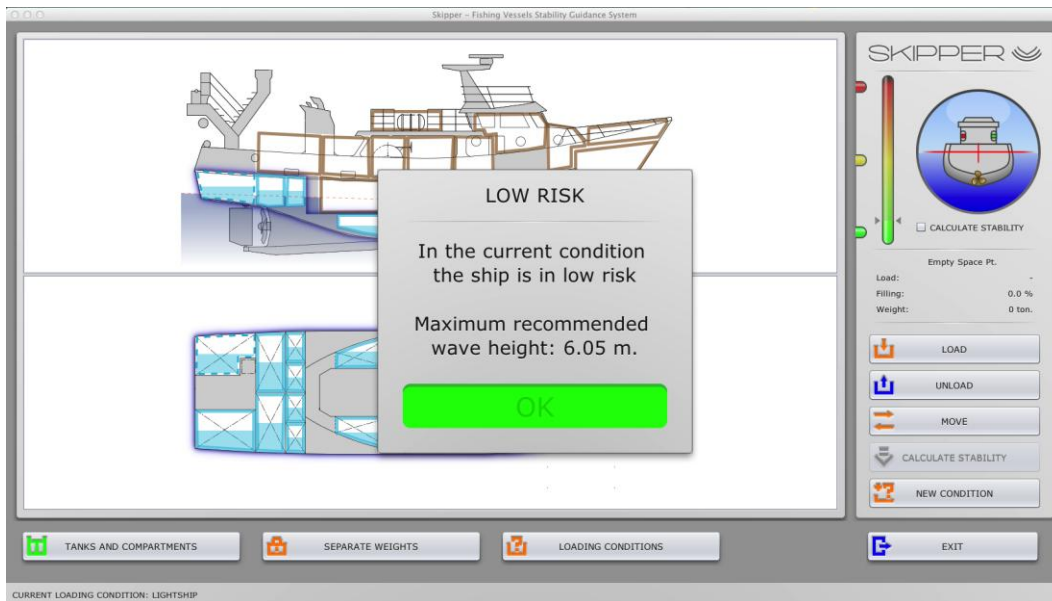 Skipper - Fishing Vessels Stability Guidance System
SKIPPER
CALCULATE STABILITY
Empty Space Pt.
Load: -
Filling: 0.0 %
Weight: 0 ton.
LOAD
UNLOAD
MOVE
CALCULATE STABILITY
NEW CONDITION
LOW RISK
In the current condition
the ship is in low risk
Maximum recommended
wave height: 6.05 m.
OK
TANKS AND COMPARTMENTS
SEPARATE WEIGHTS
LOADING CONDITIONS
EXIT
CURRENT LOADING CONDITION: LIGHTSHIP